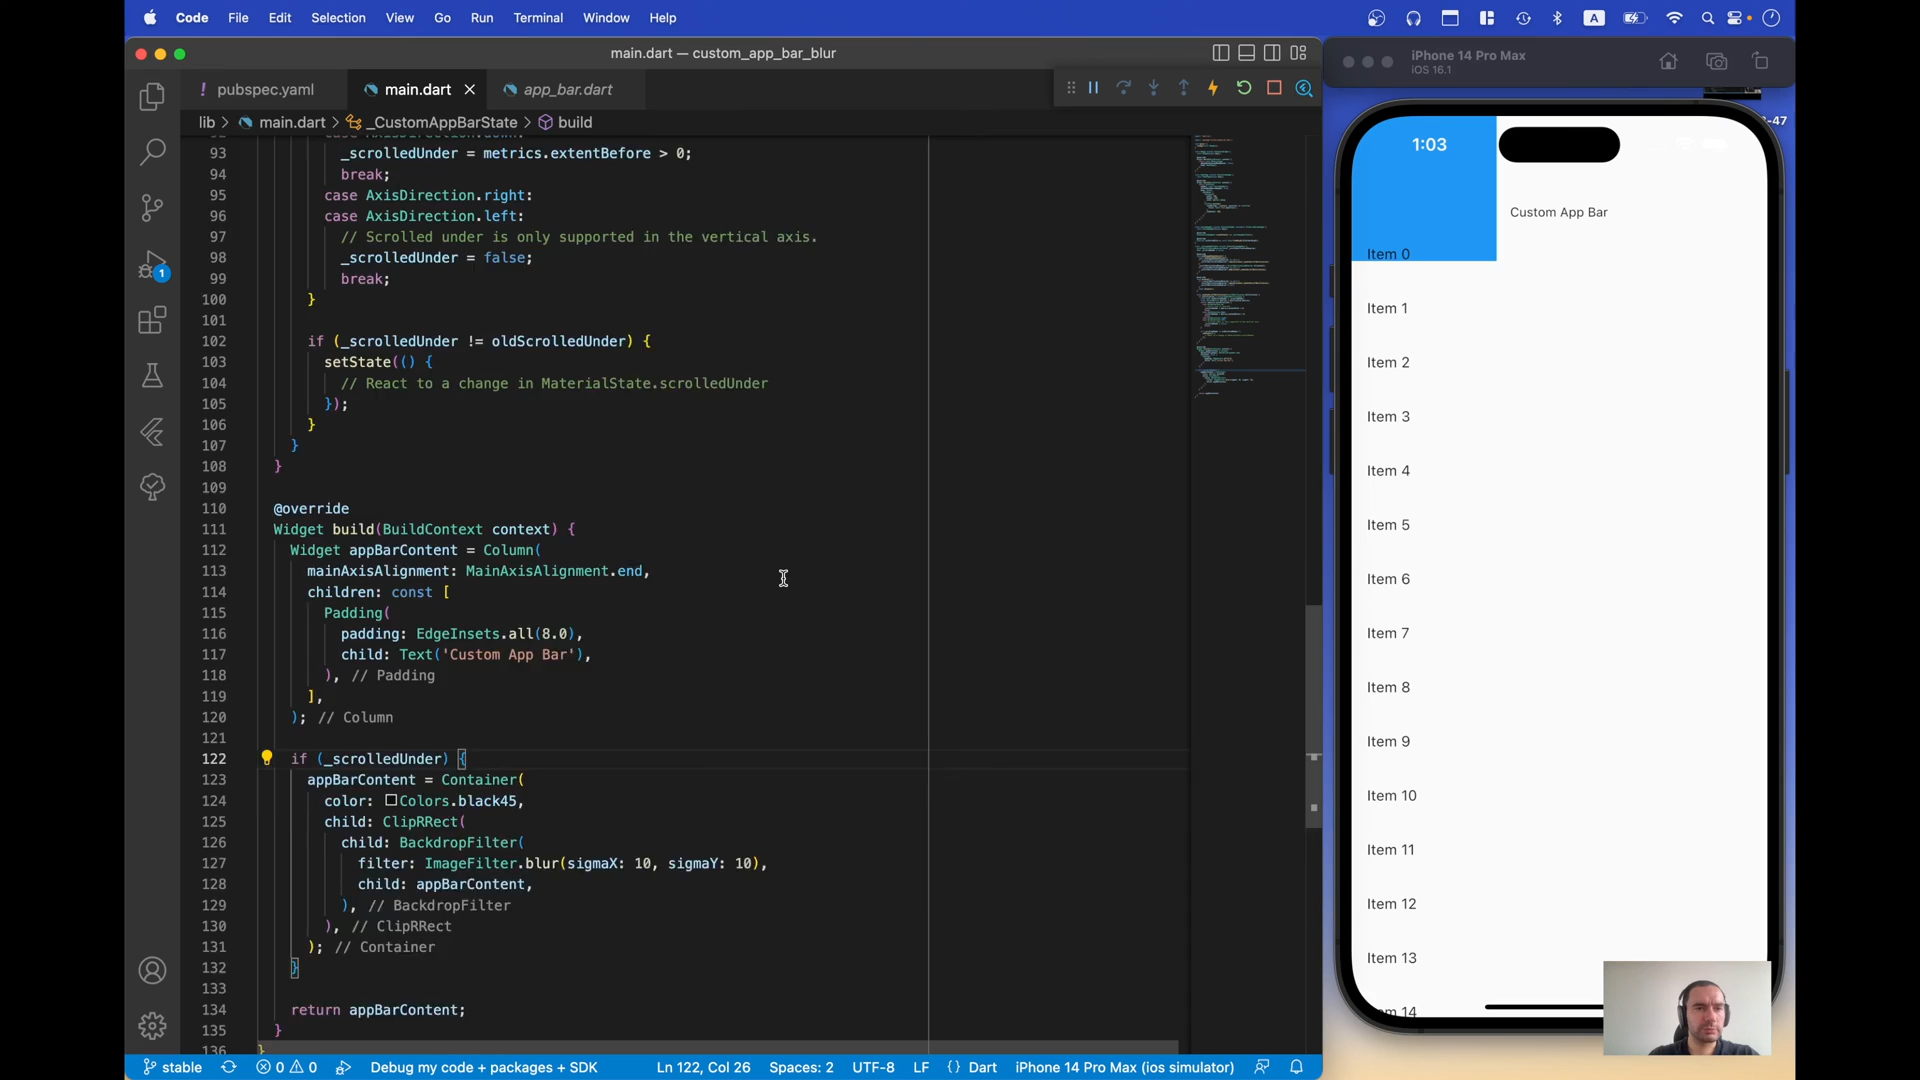 Code File Edit Selection View Go Run Terminal Window Help
A
main.dart — custom_app_bar_blur
iPhone 14 Pro Max
iOS 16.1
! pubspec.yaml
main.dart
app_bar.dart
lib > main.dart > _CustomAppBarState > build
93 _scrolledUnder = metrics.extentBefore > 0;
94 break;
95 case AxisDirection.right:
96 case AxisDirection.left:
97 // Scrolled under is only supported in the vertical axis.
98 _scrolledUnder = false;
99 break;
100 }
101
102 if (_scrolledUnder != oldScrolledUnder) {
103 setState(() {
104 // React to a change in MaterialState.scrolledUnder
105 });
106 }
107 }
108 }
109
110 @override
111 Widget build(BuildContext context) {
112 Widget appBarContent = Column(
113 mainAxisAlignment: MainAxisAlignment.end,
114 children: const [
115 Padding(
116 padding: EdgeInsets.all(8.0),
117 child: Text('Custom App Bar'),
118 ), // Padding
119 ],
120 ); // Column
121
122 if (_scrolledUnder) {
123 appBarContent = Container(
124 color: Colors.black45,
125 child: ClipRRect(
126 child: BackdropFilter(
127 filter: ImageFilter.blur(sigmaX: 10, sigmaY: 10),
128 child: appBarContent,
129 ), // BackdropFilter
130 ), // ClipRRect
131 ); // Container
132 }
133
134 return appBarContent;
135 }
136 }
1
stable 0 0 Debug my code + packages + SDK Ln 122, Col 26 Spaces: 2 UTF-8 LF {} Dart iPhone 14 Pro Max (ios simulator)
-47
1:03
Custom App Bar
Item 0
Item 1
Item 2
Item 3
Item 4
Item 5
Item 6
Item 7
Item 8
Item 9
Item 10
Item 11
Item 12
Item 13
Item 14